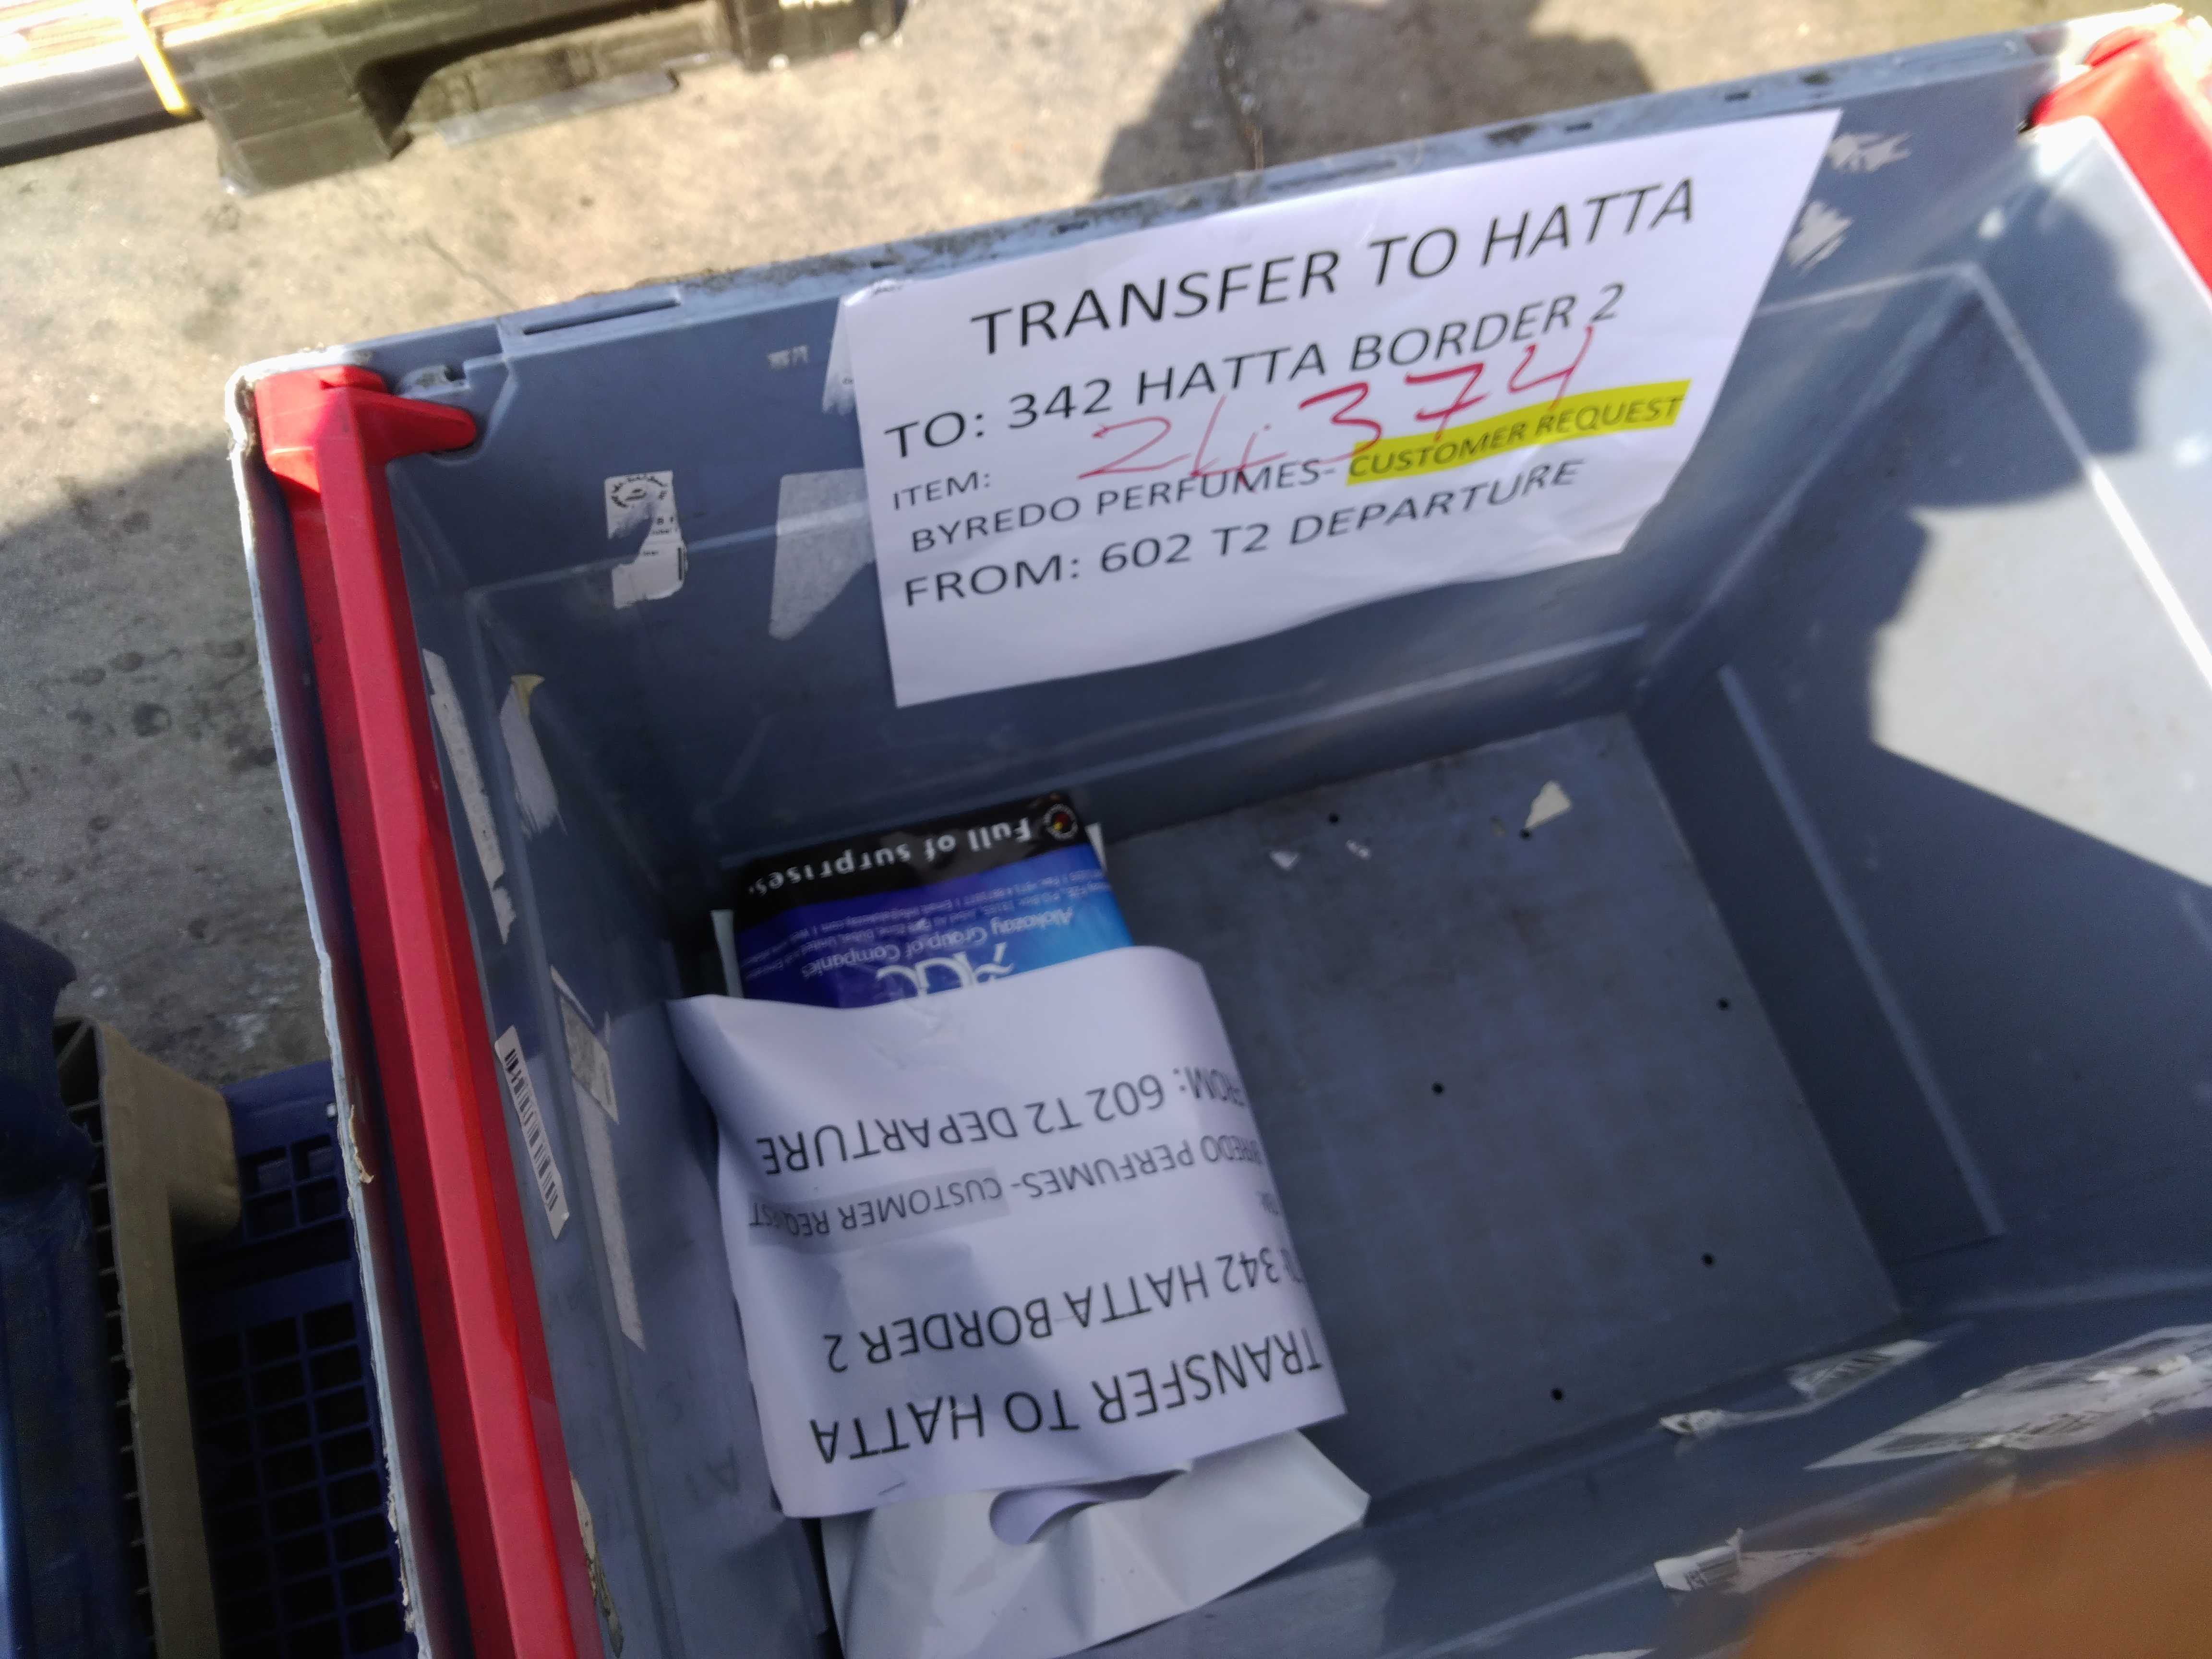 TRANSFER TO HATTA
TO: 342 HATTA BORDER 2
ITEM:
BYREDO PERFUMES- CUSTOMER REQUEST
FROM: 602 T2 DEPARTURE
Full of surprises
Alokozay Group of Companies
AGC
FROM: 602 T2 DEPARTURE
BYREDO PERFUMES- CUSTOMER REQUEST
342 HATTA BORDER 2
TRANSFER TO HATTA